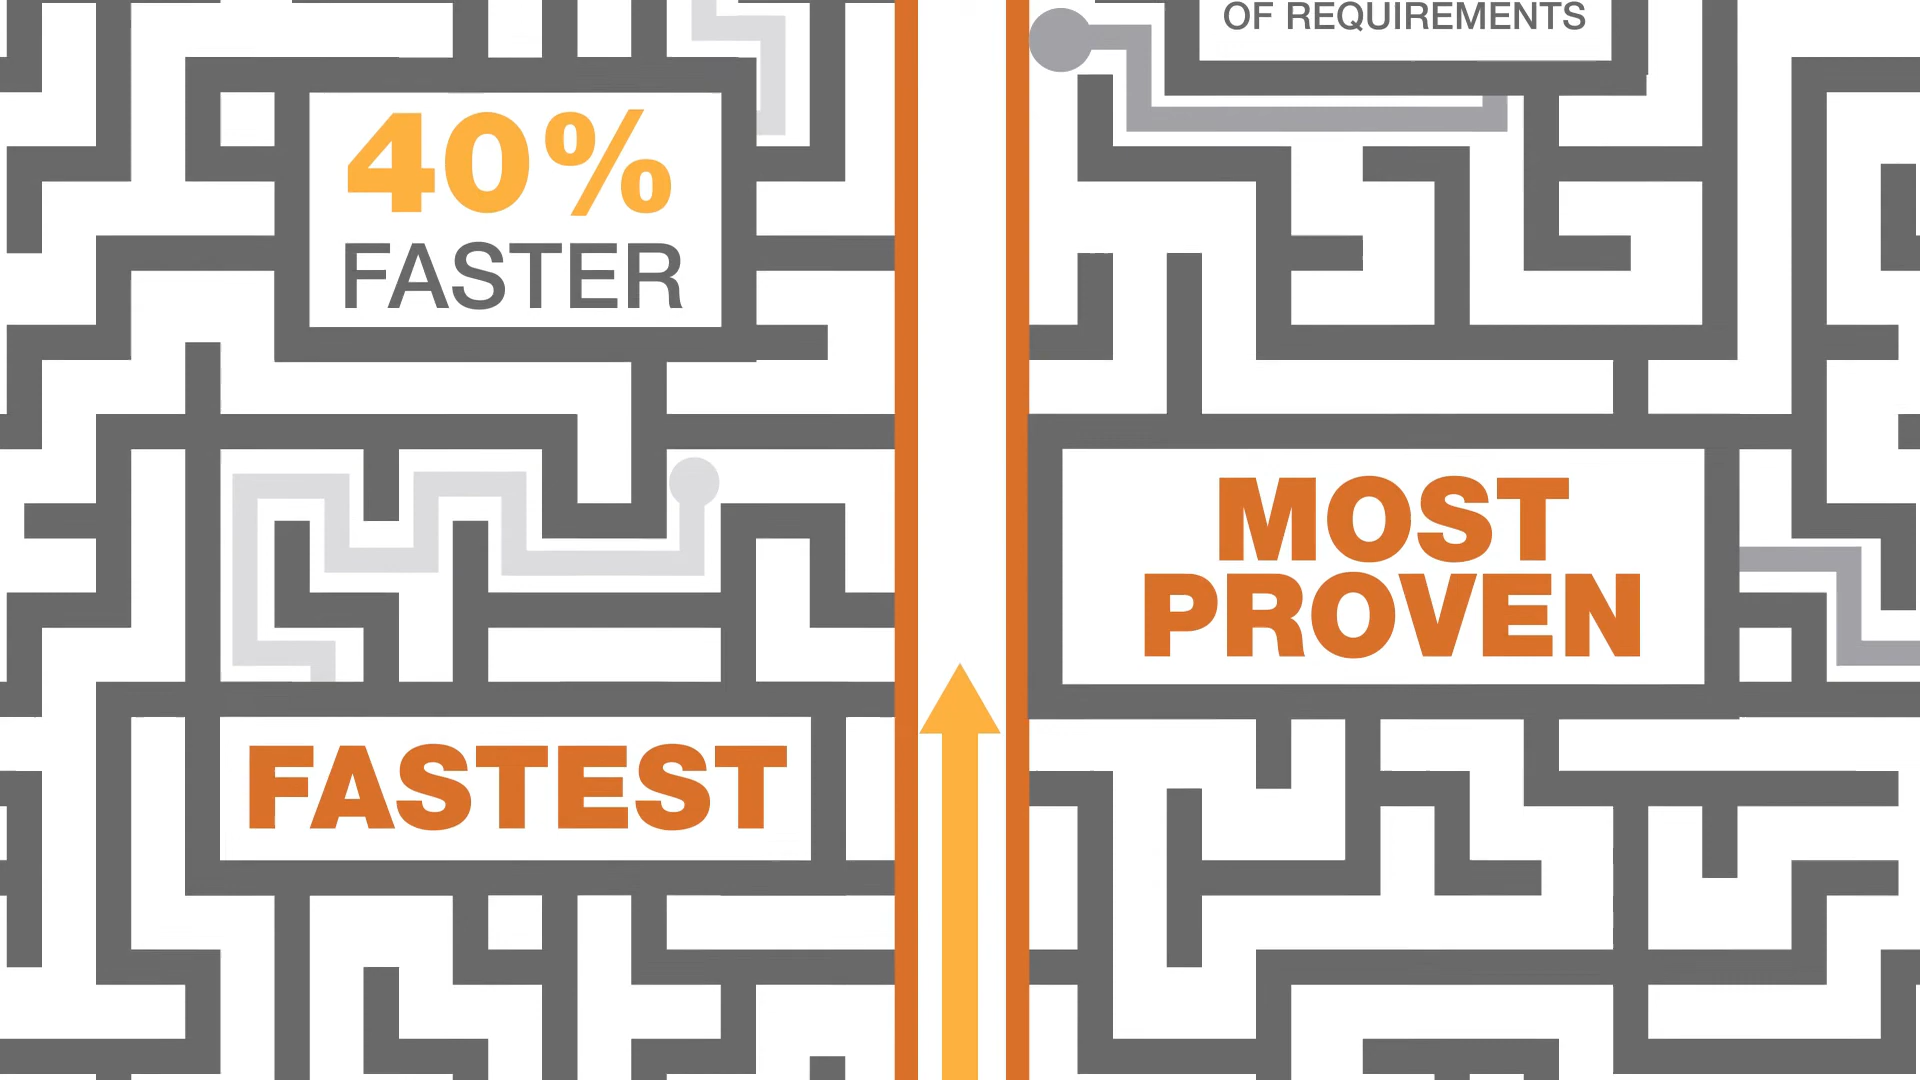 OF REQUIREMENTS
40%
FASTER
MOST
PROVEN
FASTEST